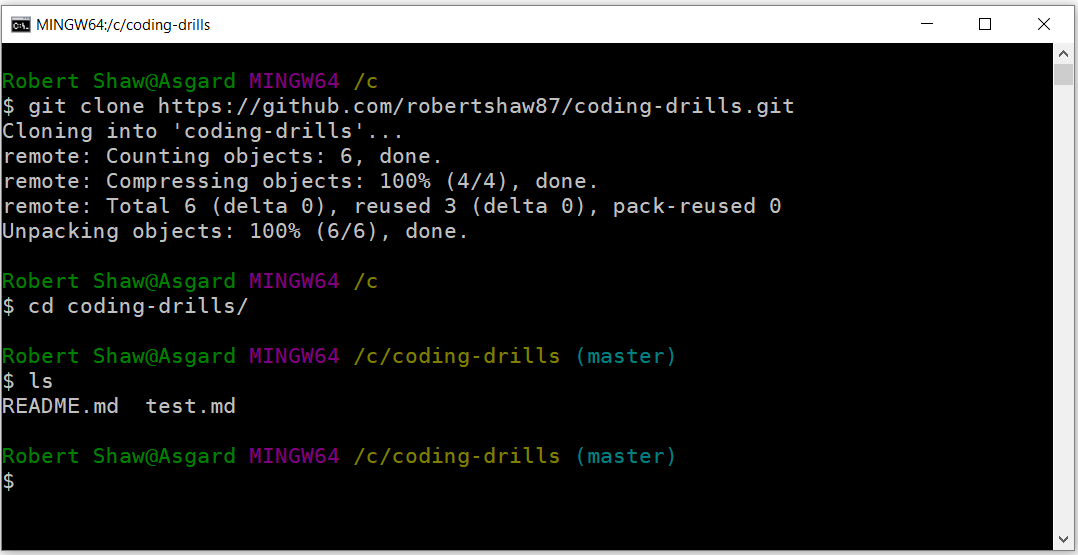 MINGW64:/c/coding-drills
Robert Shaw@Asgard MINGW64 /c
$ git clone https://github.com/robertshaw87/coding-drills.git
Cloning into 'coding-drills'...
remote: Counting objects: 6, done.
remote: Compressing objects: 100% (4/4), done.
remote: Total 6 (delta 0), reused 3 (delta 0), pack-reused 0
Unpacking objects: 100% (6/6), done.
Robert Shaw@Asgard MINGW64 /c
$ cd coding-drills/
Robert Shaw@Asgard MINGW64 /c/coding-drills (master)
$ ls
README.md  test.md
Robert Shaw@Asgard MINGW64 /c/coding-drills (master)
$